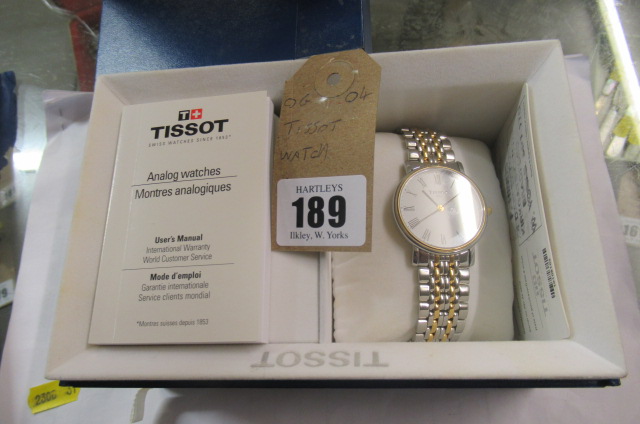 TISSOT
SWISS WATCHES SINCE 1853*
Analog watches
Montres analogiques
User's Manual
International Warranty
World Customer Service
Mode d'emploi
Garantie internationale
Service clients mondial
*Montres suisses depuis 1853
TISSOT
WATCH
HARTLEYS
189
Ilkley, W. Yorks
TISSOT